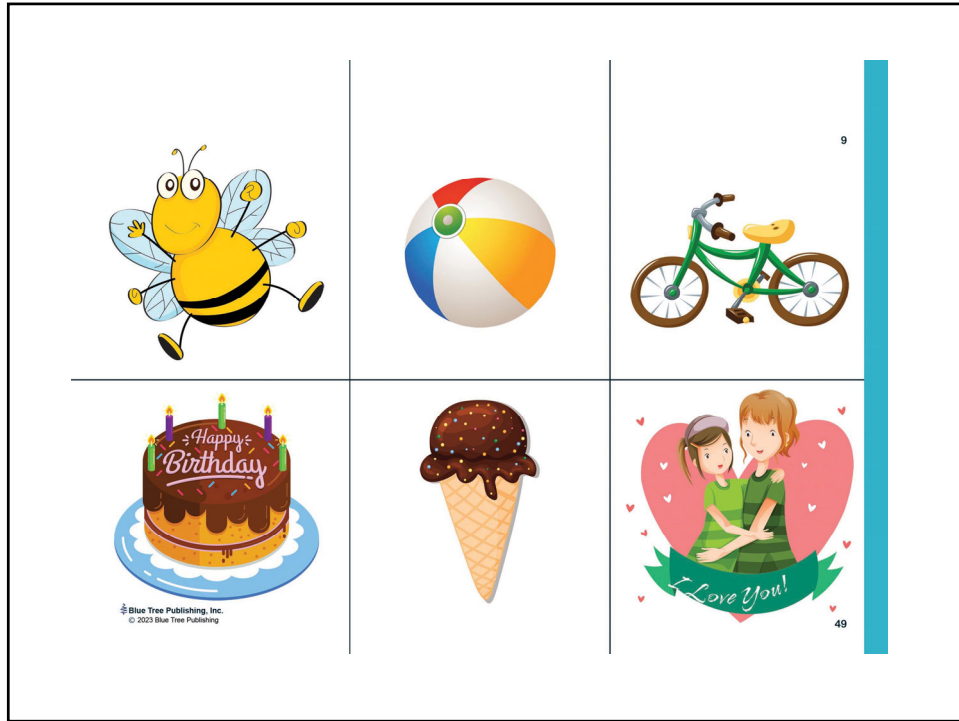 9
Happy
Birthday
I Love You!
Blue Tree Publishing, Inc.
© 2023 Blue Tree Publishing
49